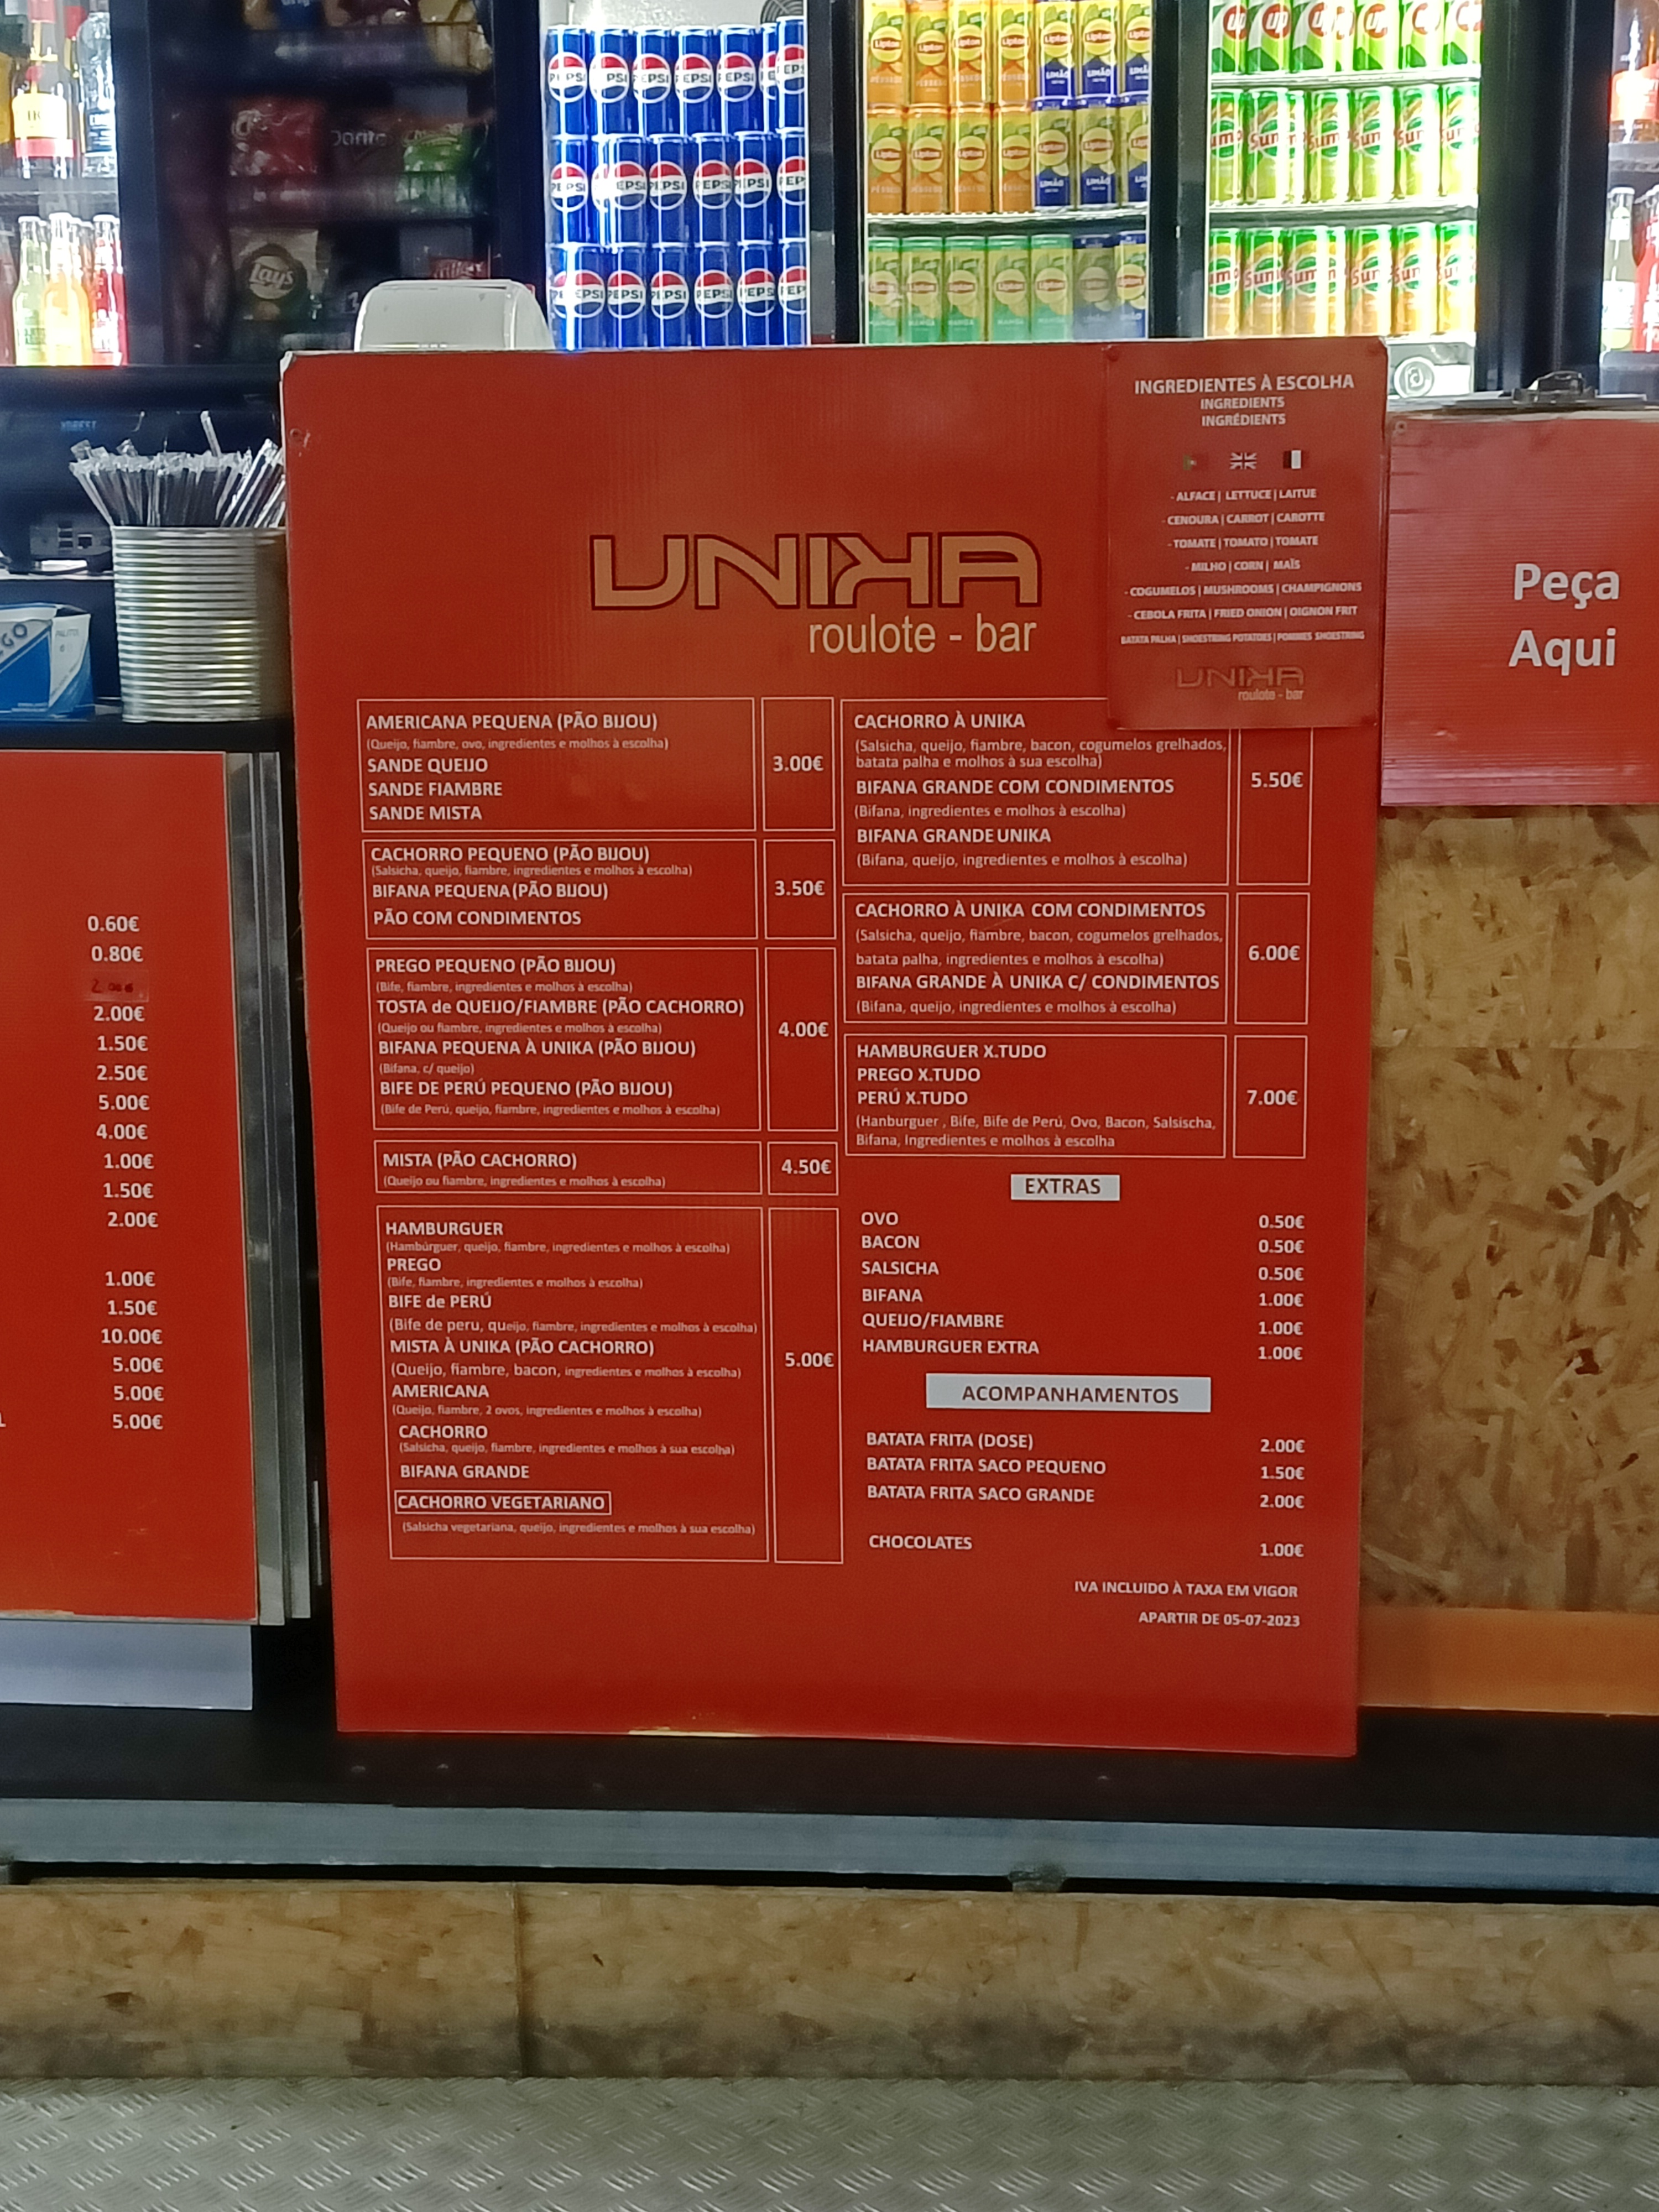 PEPSI
Lipton
LIMÃO
PÊSSEGO
MANGA
UP
Sumol
Lay's
INGREDIENTES À ESCOLHA
INGREDIENTS
INGRÉDIENTS
- ALFACE | LETTUCE | LAITUE
- CENOURA | CARROT | CAROTTE
- TOMATE | TOMATO | TOMATE
- MILHO | CORN | MAÏS
- COGUMELOS | MUSHROOMS | CHAMPIGNONS
- CEBOLA FRITA | FRIED ONION | OIGNON FRIT
BATATA PALHA | SHOESTRING POTATOES | POMMES SHOESTRING
UNIKA
roulote - bar
Peça
Aqui
UNIKA
roulote - bar
AMERICANA PEQUENA (PÃO BIJOU)
(Queijo, fiambre, ovo, ingredientes e molhos à escolha)
SANDE QUEIJO
SANDE FIAMBRE
SANDE MISTA
3.00€
CACHORRO PEQUENO (PÃO BIJOU)
(Salsicha, queijo, fiambre, ingredientes e molhos à escolha)
BIFANA PEQUENA (PÃO BIJOU)
PÃO COM CONDIMENTOS
3.50€
PREGO PEQUENO (PÃO BIJOU)
(Bife, fiambre, ingredientes e molhos à escolha)
TOSTA de QUEIJO/FIAMBRE (PÃO CACHORRO)
(Queijo ou fiambre, ingredientes e molhos à escolha)
BIFANA PEQUENA À UNIKA (PÃO BIJOU)
(Bifana, c/ queijo)
BIFE DE PERÚ PEQUENO (PÃO BIJOU)
(Bife de Perú, queijo, fiambre, ingredientes e molhos à escolha)
4.00€
MISTA (PÃO CACHORRO)
(Queijo ou fiambre, ingredientes e molhos à escolha)
4.50€
HAMBURGUER
(Hambúrguer, queijo, fiambre, ingredientes e molhos à escolha)
PREGO
(Bife, fiambre, ingredientes e molhos à escolha)
BIFE de PERÚ
(Bife de peru, queijo, fiambre, ingredientes e molhos à escolha)
MISTA À UNIKA (PÃO CACHORRO)
(Queijo, fiambre, bacon, ingredientes e molhos à escolha)
AMERICANA
(Queijo, fiambre, 2 ovos, ingredientes e molhos à escolha)
CACHORRO
(Salsicha, queijo, fiambre, ingredientes e molhos à sua escolha)
BIFANA GRANDE
CACHORRO VEGETARIANO
(Salsicha vegetariana, queijo, ingredientes e molhos à sua escolha)
5.00€
CACHORRO À UNIKA
(Salsicha, queijo, fiambre, bacon, cogumelos grelhados,
batata palha e molhos à sua escolha)
BIFANA GRANDE COM CONDIMENTOS
(Bifana, ingredientes e molhos à escolha)
BIFANA GRANDE UNIKA
(Bifana, queijo, ingredientes e molhos à escolha)
5.50€
CACHORRO À UNIKA COM CONDIMENTOS
(Salsicha, queijo, fiambre, bacon, cogumelos grelhados,
batata palha, ingredientes e molhos à escolha)
BIFANA GRANDE À UNIKA C/ CONDIMENTOS
(Bifana, queijo, ingredientes e molhos à escolha)
6.00€
HAMBURGUER X.TUDO
PREGO X.TUDO
PERÚ X.TUDO
(Hanburguer , Bife, Bife de Perú, Ovo, Bacon, Salsischa,
Bifana, Ingredientes e molhos à escolha
7.00€
EXTRAS
OVO 0.50€
BACON 0.50€
SALSICHA 0.50€
BIFANA 1.00€
QUEIJO/FIAMBRE 1.00€
HAMBURGUER EXTRA 1.00€
ACOMPANHAMENTOS
BATATA FRITA (DOSE) 2.00€
BATATA FRITA SACO PEQUENO 1.50€
BATATA FRITA SACO GRANDE 2.00€
CHOCOLATES 1.00€
IVA INCLUIDO À TAXA EM VIGOR
APARTIR DE 05-07-2023
0.60€
0.80€
2.00€
1.50€
2.50€
5.00€
4.00€
1.00€
1.50€
2.00€
1.00€
1.50€
10.00€
5.00€
5.00€
5.00€